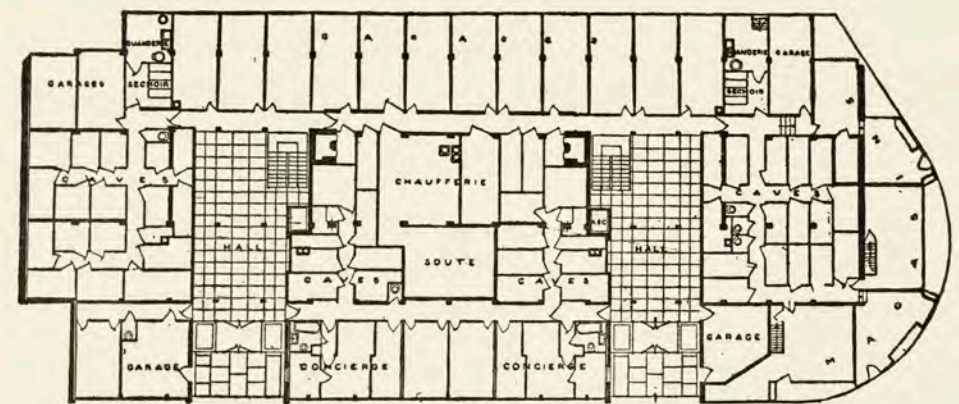 BUANDERIE
GARAGES
BUANDERIE
GARAGE
GARAGES
SECHOIR
SECHOIR
CAVES
CHAUFFERIE
CAVES
ASC
HALL
SOUTE
HALL
CAVES
CAVES
GARAGE
GARAGE
CONCIERGE
CONCIERGE